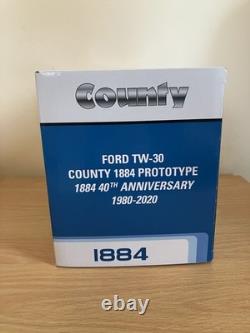 County
FORD TW-30
COUNTY 1884 PROTOTYPE
1884 40TH ANNIVERSARY
1980-2020
1884